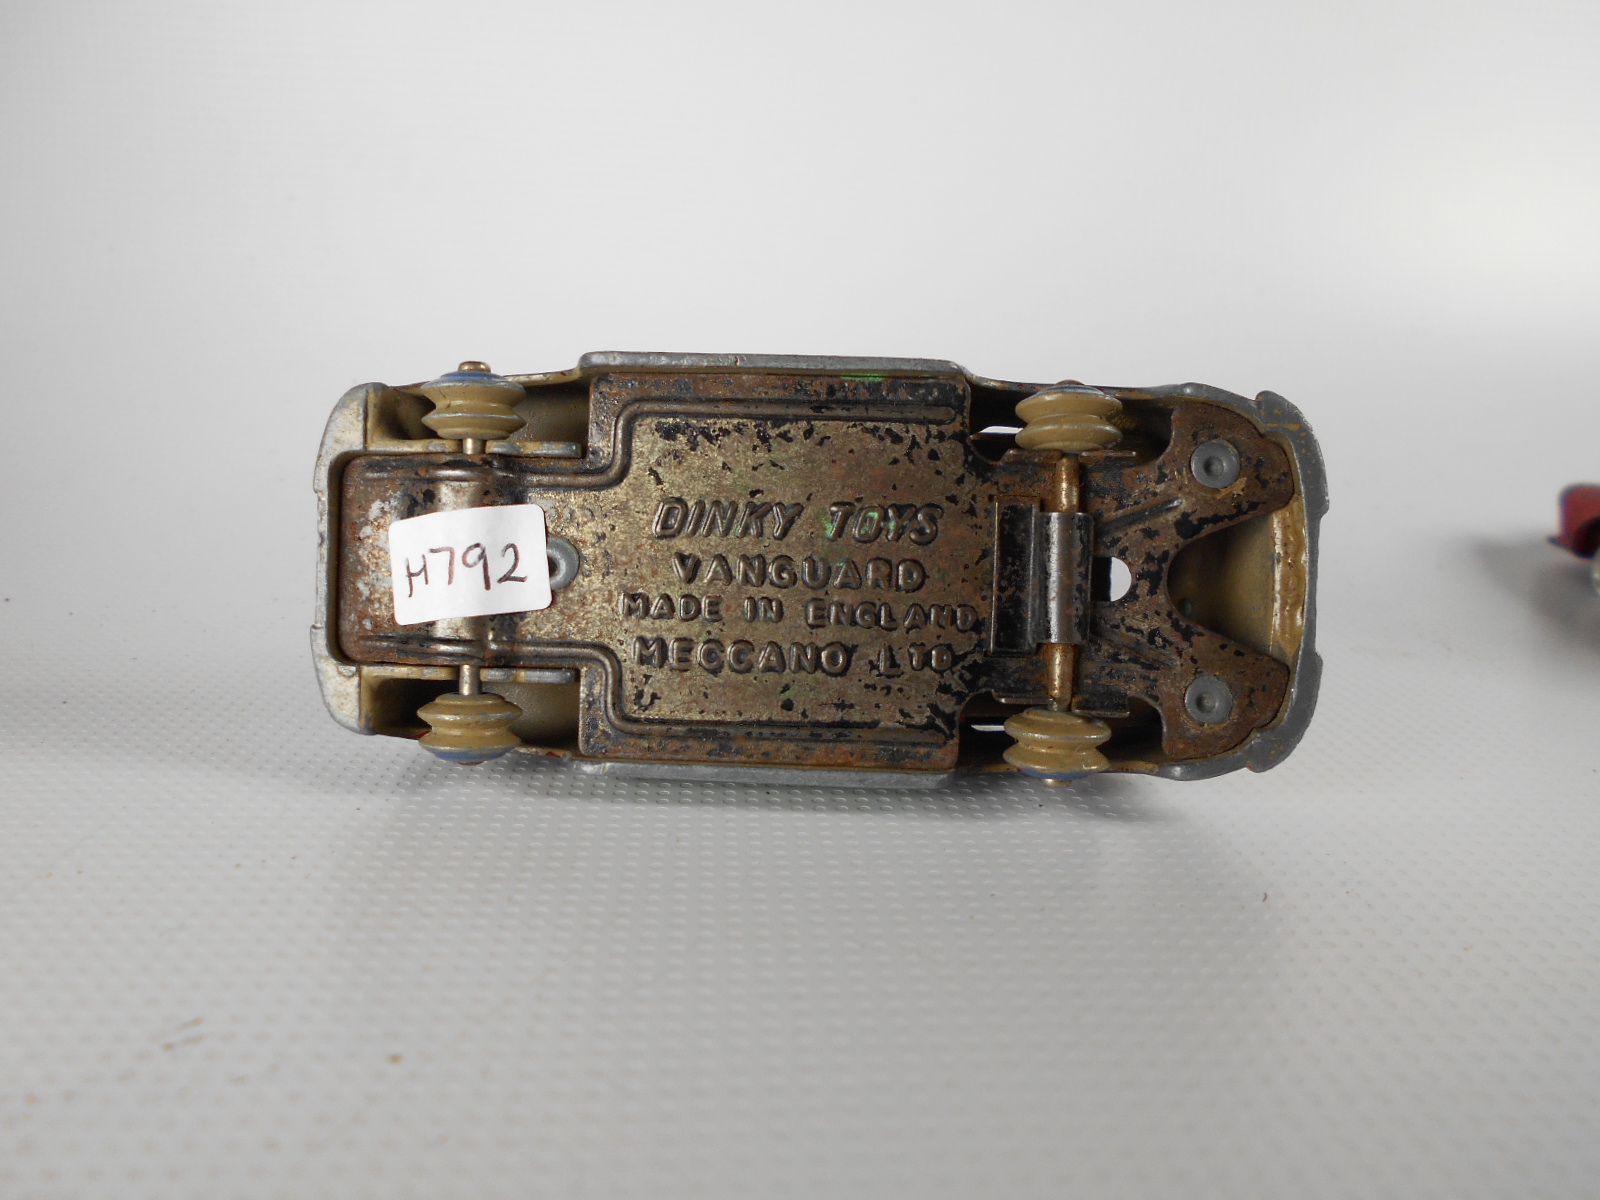 H792
DINKY TOYS
VANGUARD
MADE IN ENGLAND
MECCANO LTD